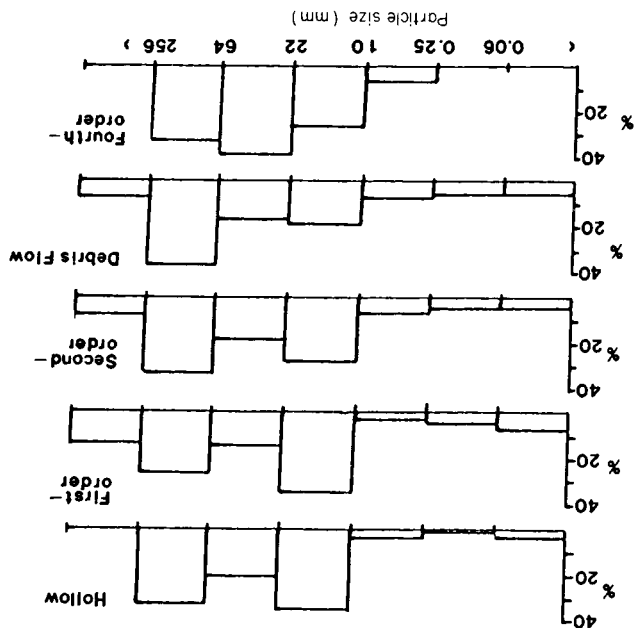 Hollow
40
20
%
First-
order
40
20
%
Second-
order
40
20
%
Debris Flow
40
20
%
Fourth-
order
40
20
%
> 0.06 0.25 10 22 64 256 <
Particle size (mm)